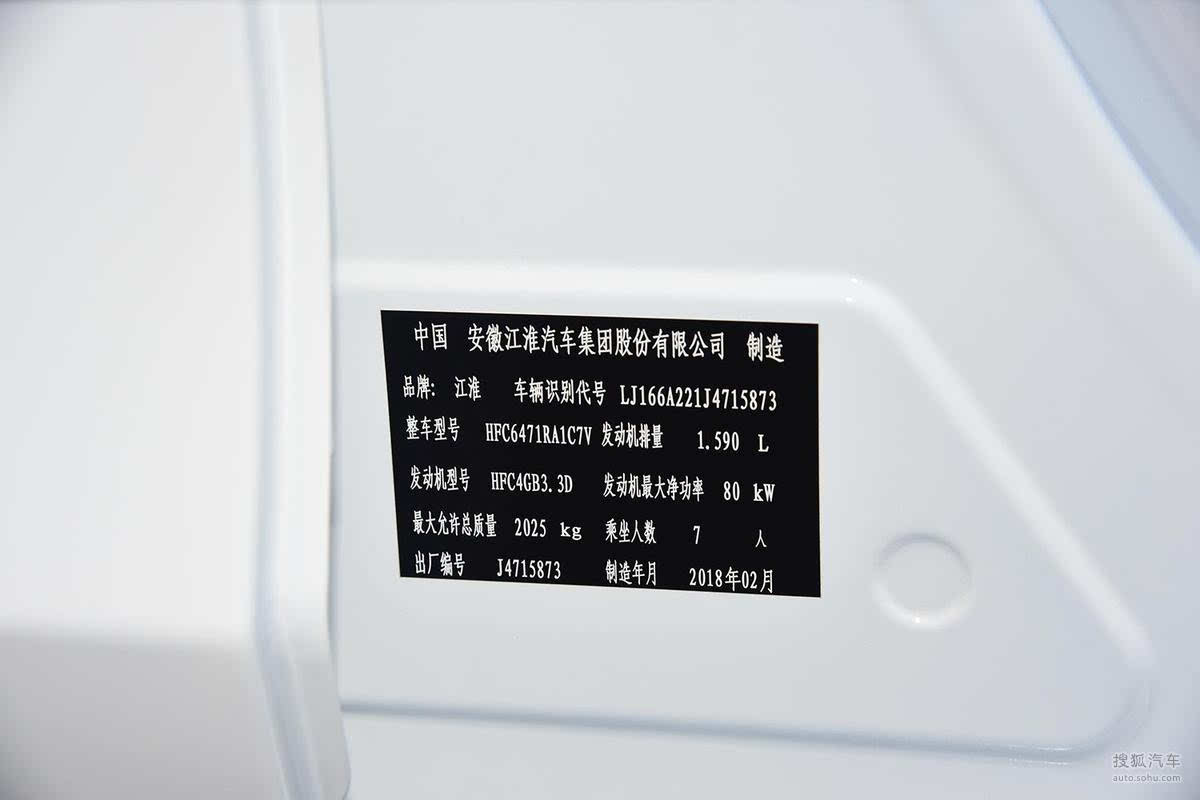 中国 安徽江淮汽车集团股份有限公司 制造
品牌: 江淮 车辆识别代号 LJ166A221J4715873
整车型号 HFC6471RA1C7V 发动机排量 1.590 L
发动机型号 HFC4GB3.3D 发动机最大净功率 80 kW
最大允许总质量 2025 kg 乘坐人数 7 人
出厂编号 J4715873 制造年月 2018年02月
搜狐汽车
auto.sohu.com